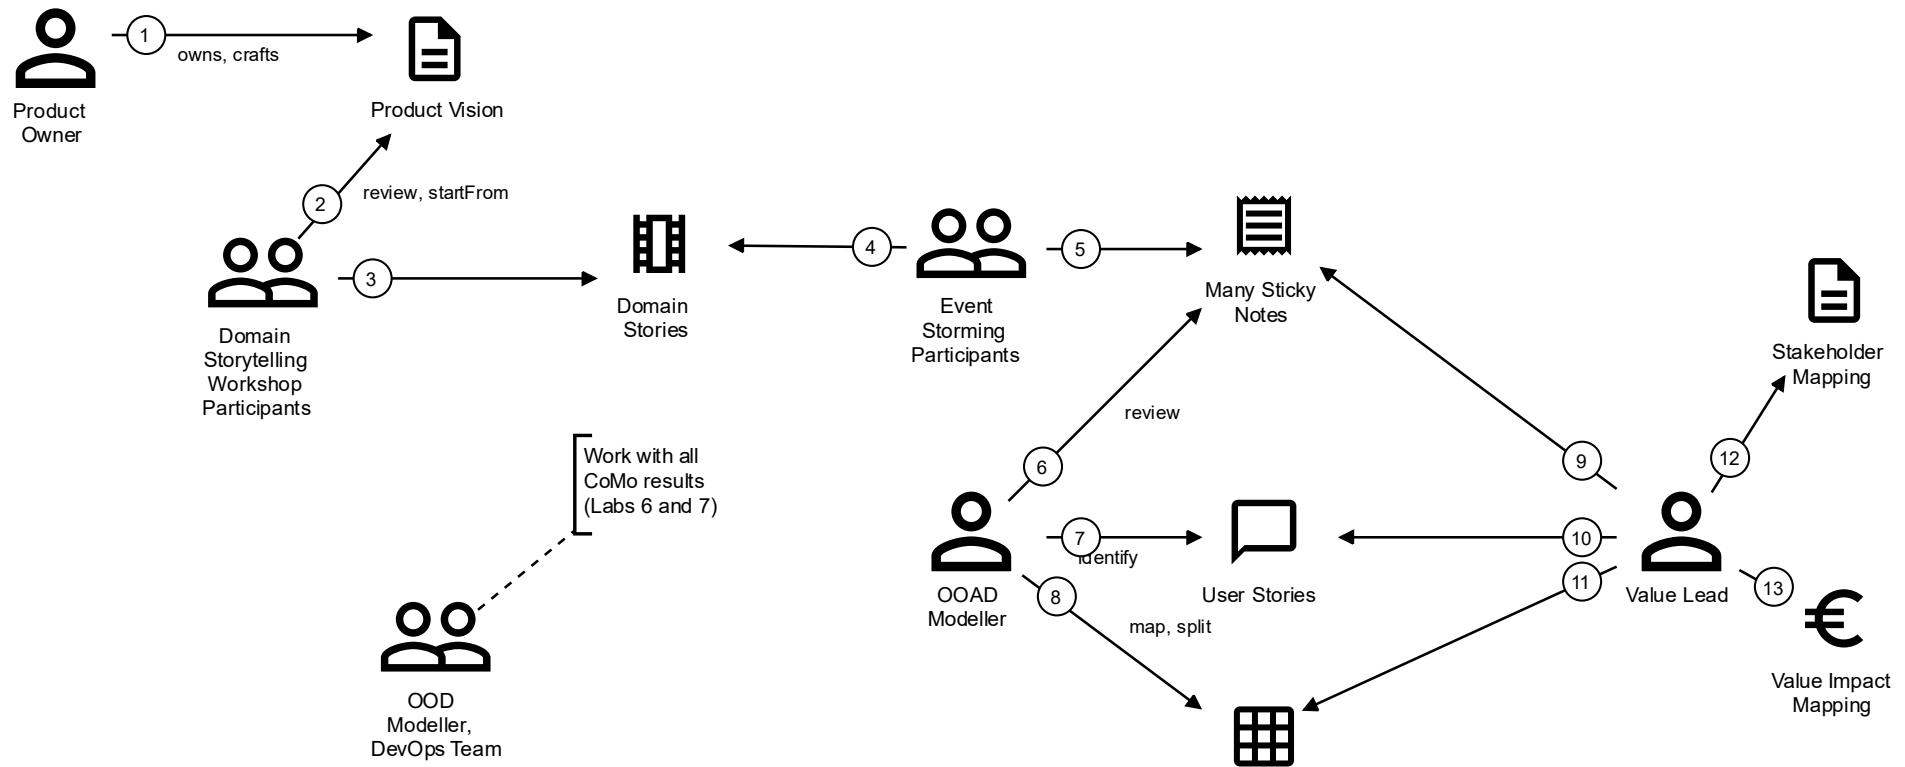 1
owns, crafts
Product
Owner
Product Vision
2
review, startFrom
3
Domain
Storytelling
Workshop
Participants
Domain
Stories
4
Event
Storming
Participants
5
Many Sticky
Notes
Work with all
CoMo results
(Labs 6 and 7)
OOD
Modeller,
DevOps Team
6
review
7
identify
8
map, split
OOAD
Modeller
User Stories
9
10
11
Value Lead
12
Stakeholder
Mapping
13
Value Impact
Mapping